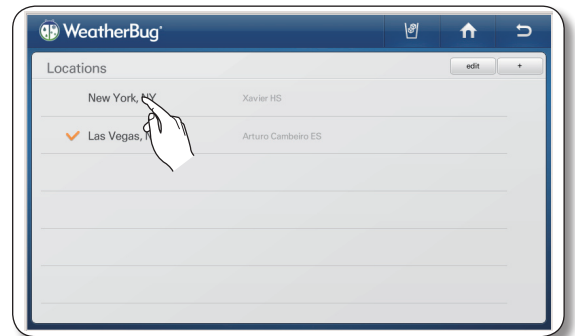 WeatherBug
Locations edit +
New York, NY Xavier HS
Las Vegas, N Arturo Cambeiro ES